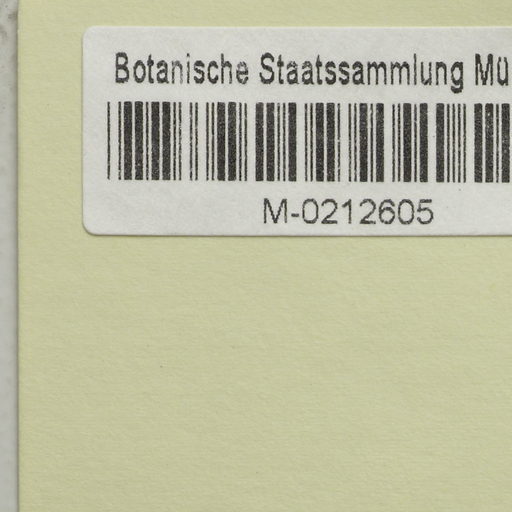 Botanische Staatssammlung Mü
M-0212605